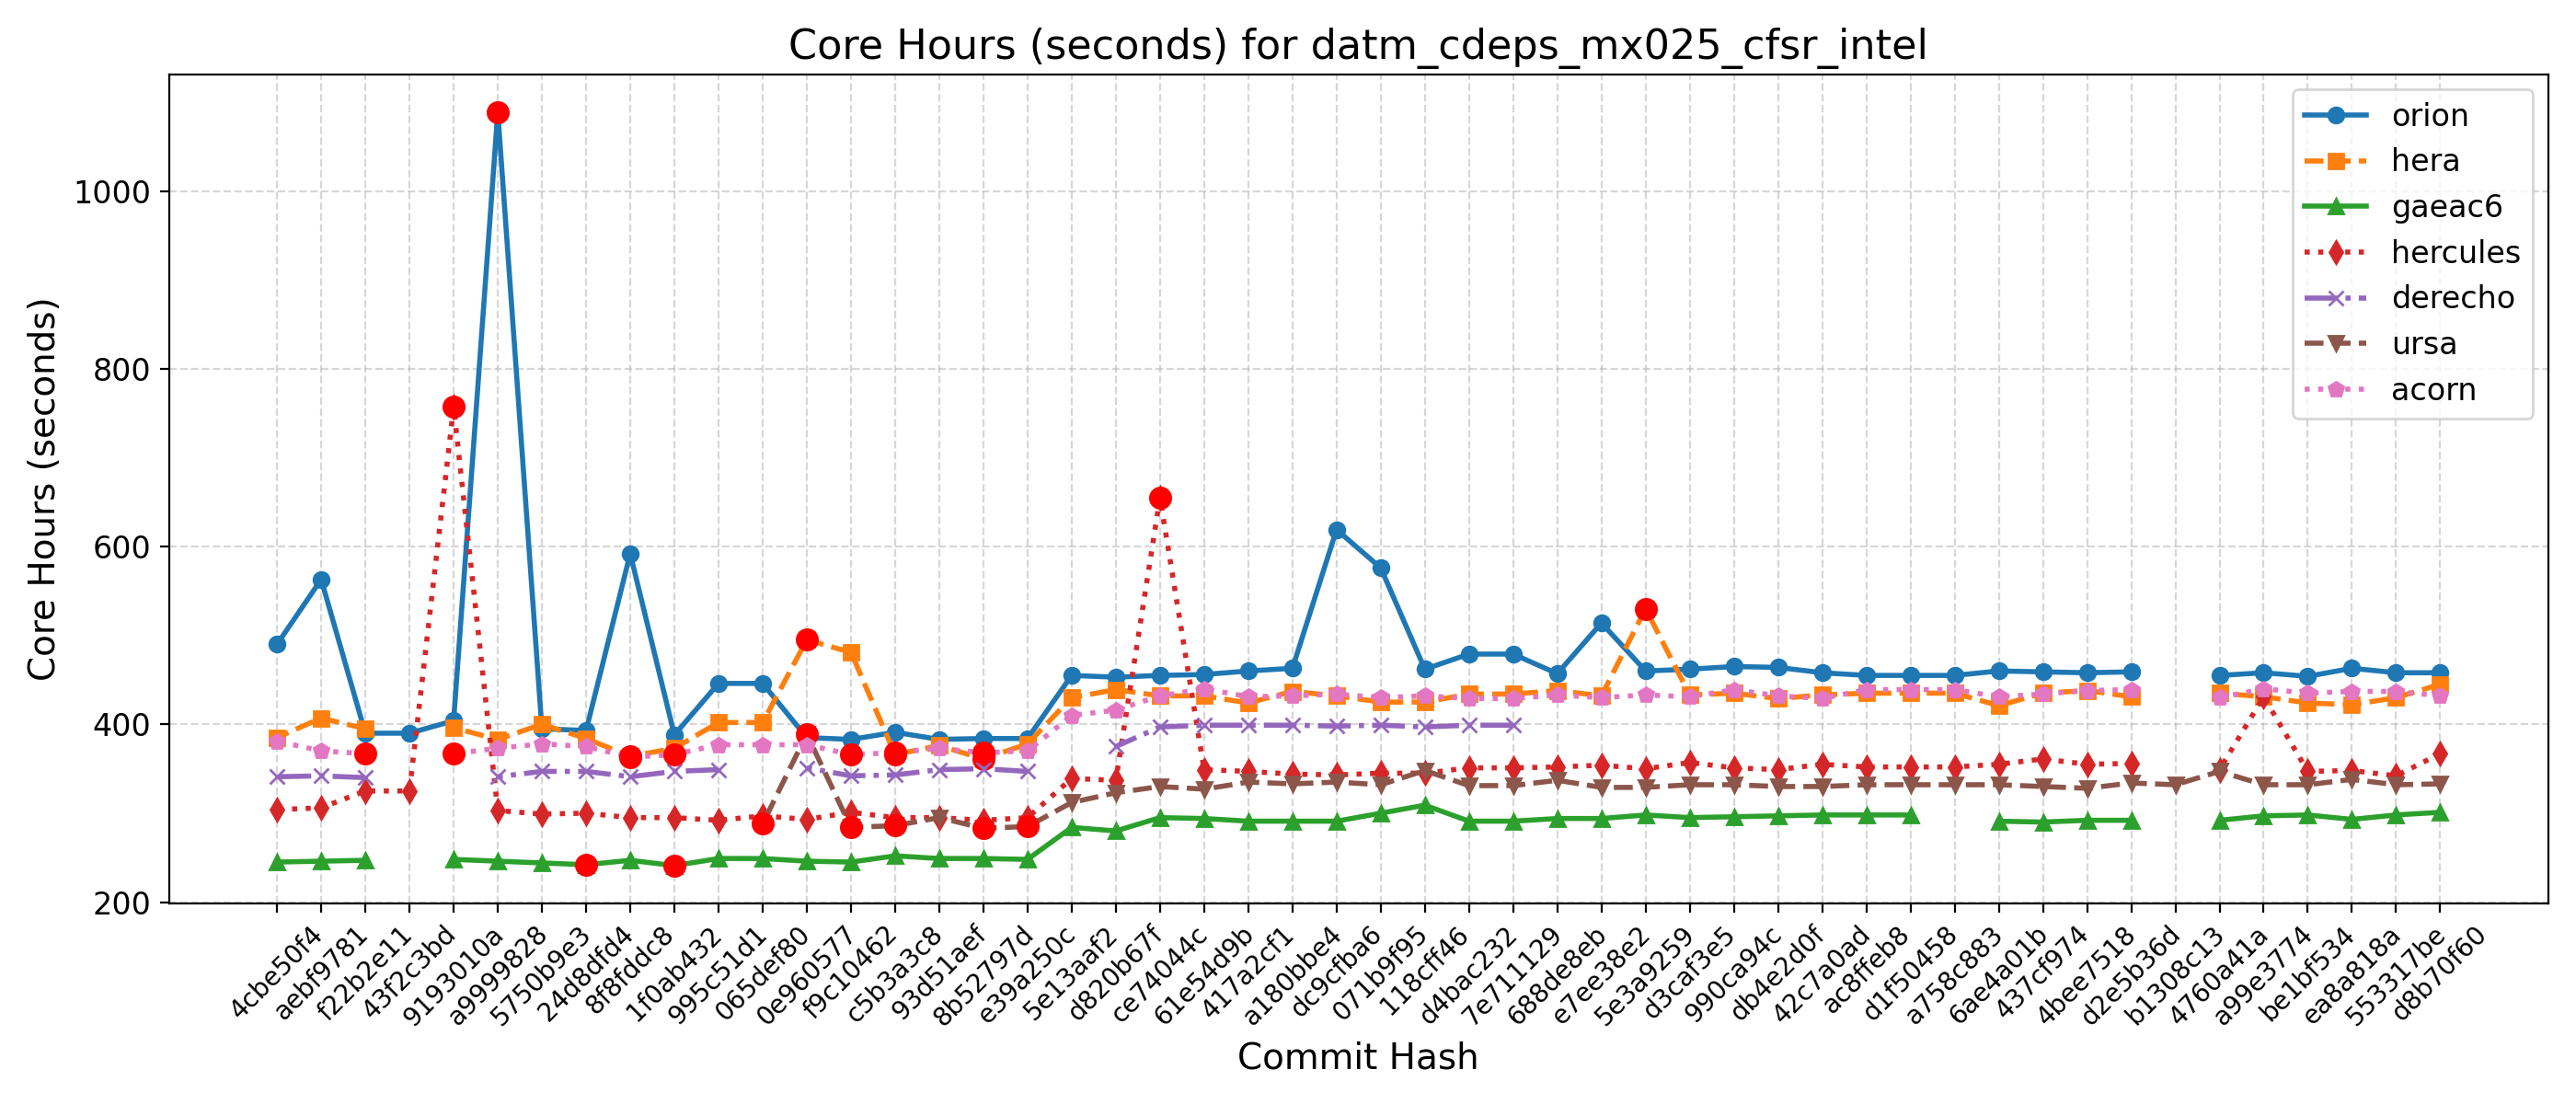 Core Hours (seconds) for datm_cdeps_mx025_cfsr_intel
Core Hours (seconds)
1000
800
600
400
200
orion
hera
gaeac6
hercules
derecho
ursa
acorn
4cbe50f4
aebf9781
f22b2e11
43f2c3bd
9193010a
a9999828
5750b9e3
24d8dfd4
8f8fddc8
1f0ab432
995c51d1
065def80
0e960577
f9c10462
c5b3a3c8
93d51aef
8b52797d
e39a250c
5e13aaf2
d820b67f
ce74044c
61e54d9b
417a2cf1
a180bbe4
dc9cfba6
071b9f95
118cff46
d4bac232
7e711129
688de8eb
e7ee38e2
5e3a9259
d3caf3e5
990ca94c
db4e2d0f
42c7a0ad
ac8ffeb8
d1f50458
a758c883
6ae4a01b
437cf974
4bee7518
d2e5b36d
b1308c13
4760a41a
a99e3774
be1bf534
ea8a818a
553317be
d8b70f60
Commit Hash